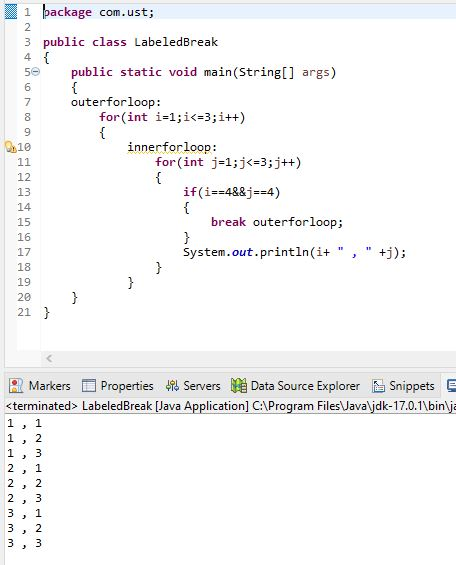 1 package com.ust;
2
3 public class LabeledBreak
4 {
5 public static void main(String[] args)
6 {
7 outerforloop:
8 for(int i=1;i<=3;i++)
9 {
10 innerforloop:
11 for(int j=1;j<=3;j++)
12 {
13 if(i==4&&j==4)
14 {
15 break outerforloop;
16 }
17 System.out.println(i+ " , " +j);
18 }
19 }
20 }
21 }
Markers Properties Servers Data Source Explorer Snippets
<terminated> LabeledBreak [Java Application] C:\Program Files\Java\jdk-17.0.1\bin\ja
1 , 1
1 , 2
1 , 3
2 , 1
2 , 2
2 , 3
3 , 1
3 , 2
3 , 3